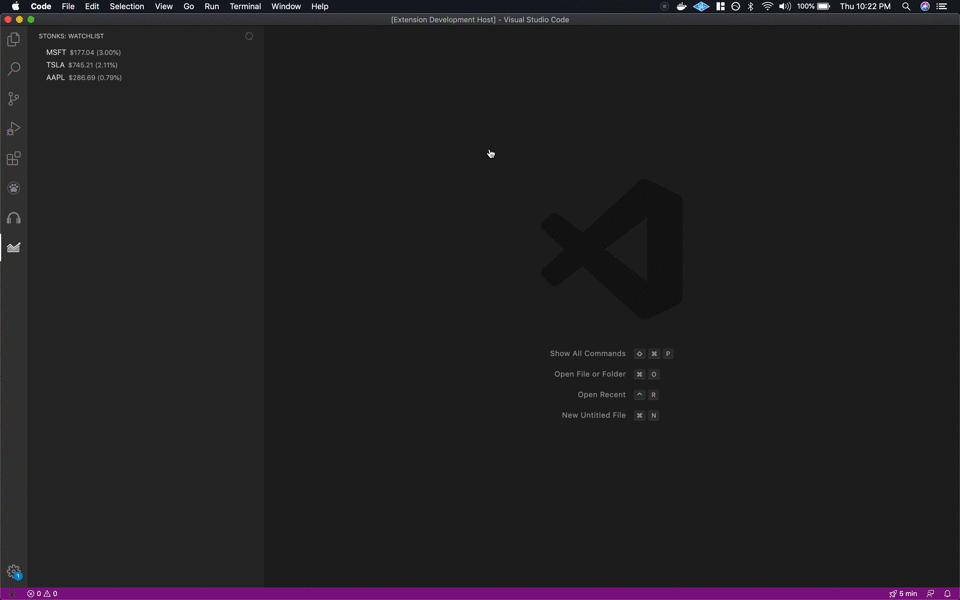 Code File Edit Selection View Go Run Terminal Window Help 100% Thu 10:22 PM
[Extension Development Host] - Visual Studio Code
STONKS: WATCHLIST
MSFT $177.04 (3.00%)
TSLA $745.21 (2.11%)
AAPL $286.69 (0.79%)
Show All Commands ⇧ ⌘ P
Open File or Folder ⌘ O
Open Recent ^ R
New Untitled File ⌘ N
1
0 0 5 min